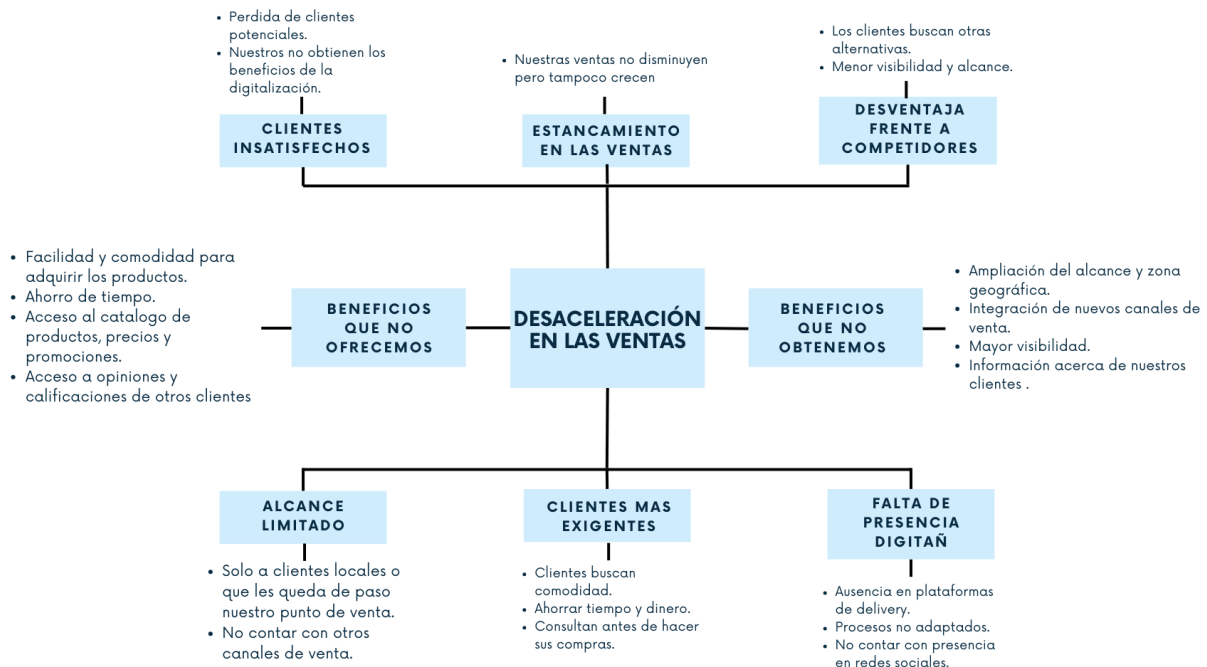 • Perdida de clientes
potenciales.
• Nuestros no obtienen los
beneficios de la
digitalización.
CLIENTES
INSATISFECHOS
• Nuestras ventas no disminuyen
pero tampoco crecen
ESTANCAMIENTO
EN LAS VENTAS
• Los clientes buscan otras
alternativas.
• Menor visibilidad y alcance.
DESVENTAJA
FRENTE A
COMPETIDORES
• Facilidad y comodidad para
adquirir los productos.
• Ahorro de tiempo.
• Acceso al catalogo de
productos, precios y
promociones.
• Acceso a opiniones y
calificaciones de otros clientes
BENEFICIOS
QUE NO
OFRECEMOS
DESACELERACIÓN
EN LAS VENTAS
BENEFICIOS
QUE NO
OBTENEMOS
• Ampliación del alcance y zona
geográfica.
• Integración de nuevos canales de
venta.
• Mayor visibilidad.
• Información acerca de nuestros
clientes .
ALCANCE
LIMITADO
• Solo a clientes locales o
que les queda de paso
nuestro punto de venta.
• No contar con otros
canales de venta.
CLIENTES MAS
EXIGENTES
• Clientes buscan
comodidad.
• Ahorrar tiempo y dinero.
• Consultan antes de hacer
sus compras.
FALTA DE
PRESENCIA
DIGITAÑ
• Ausencia en plataformas
de delivery.
• Procesos no adaptados.
• No contar con presencia
en redes sociales.